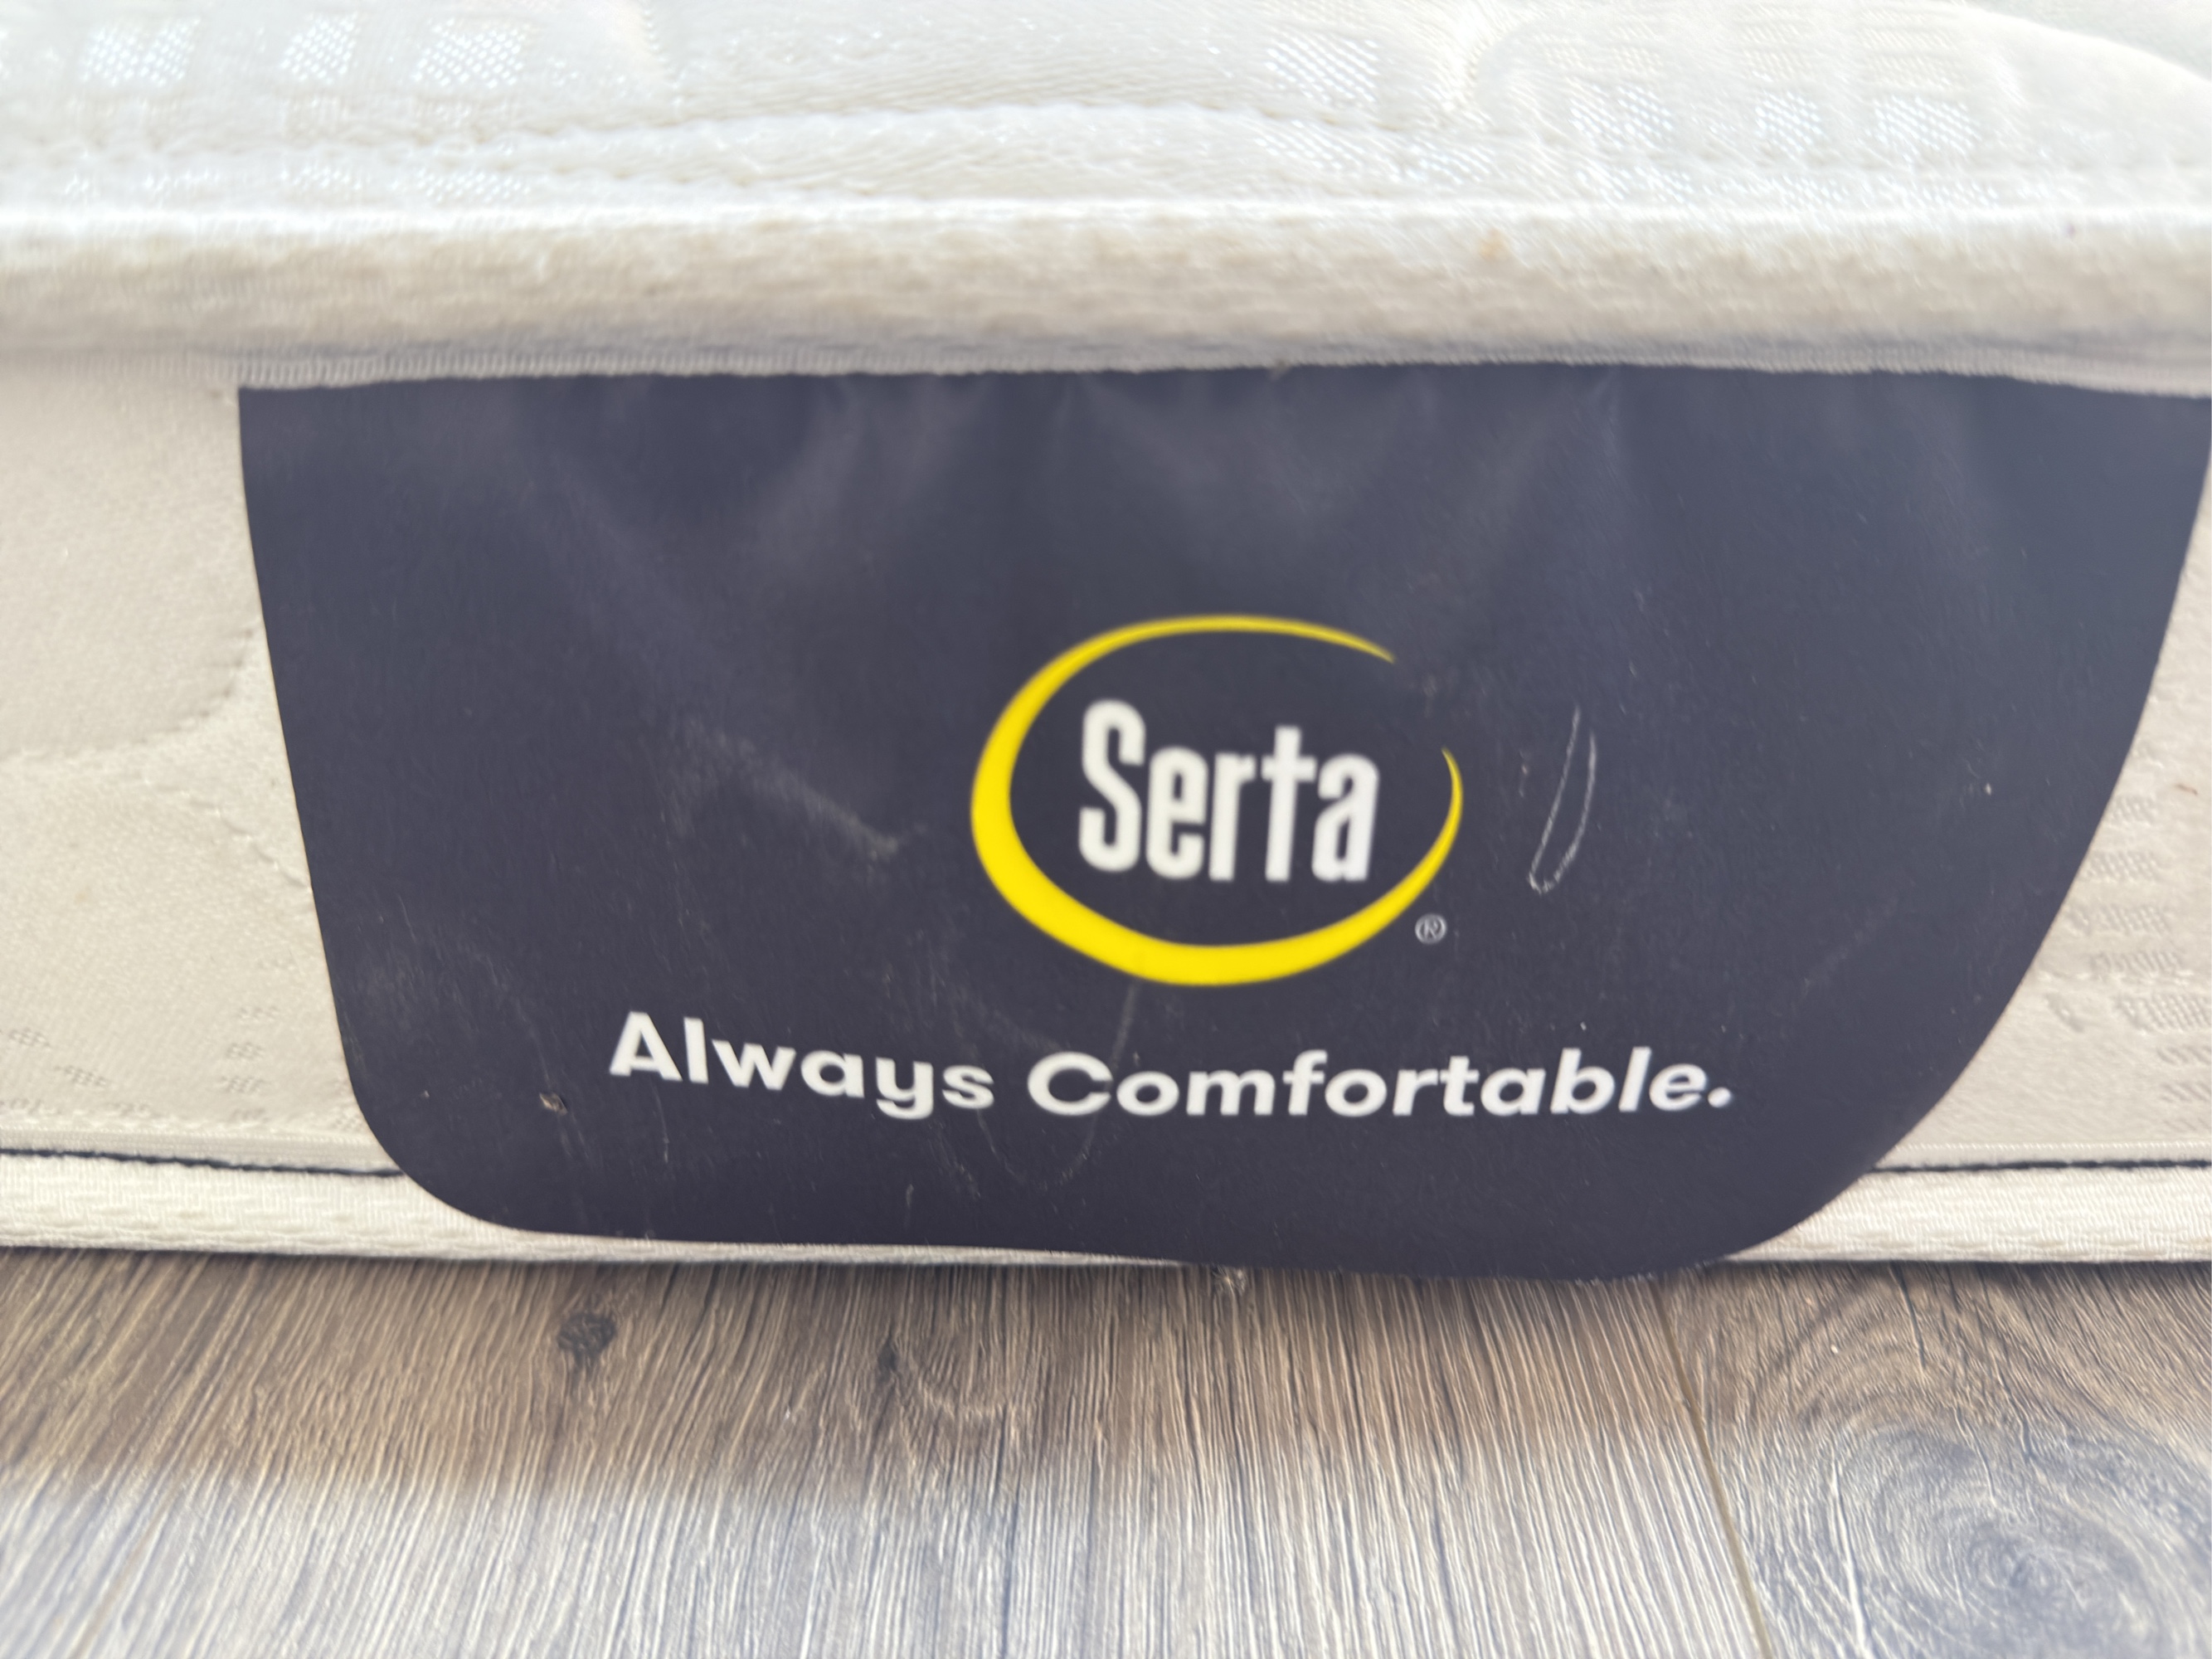 Serta
®
Always Comfortable.